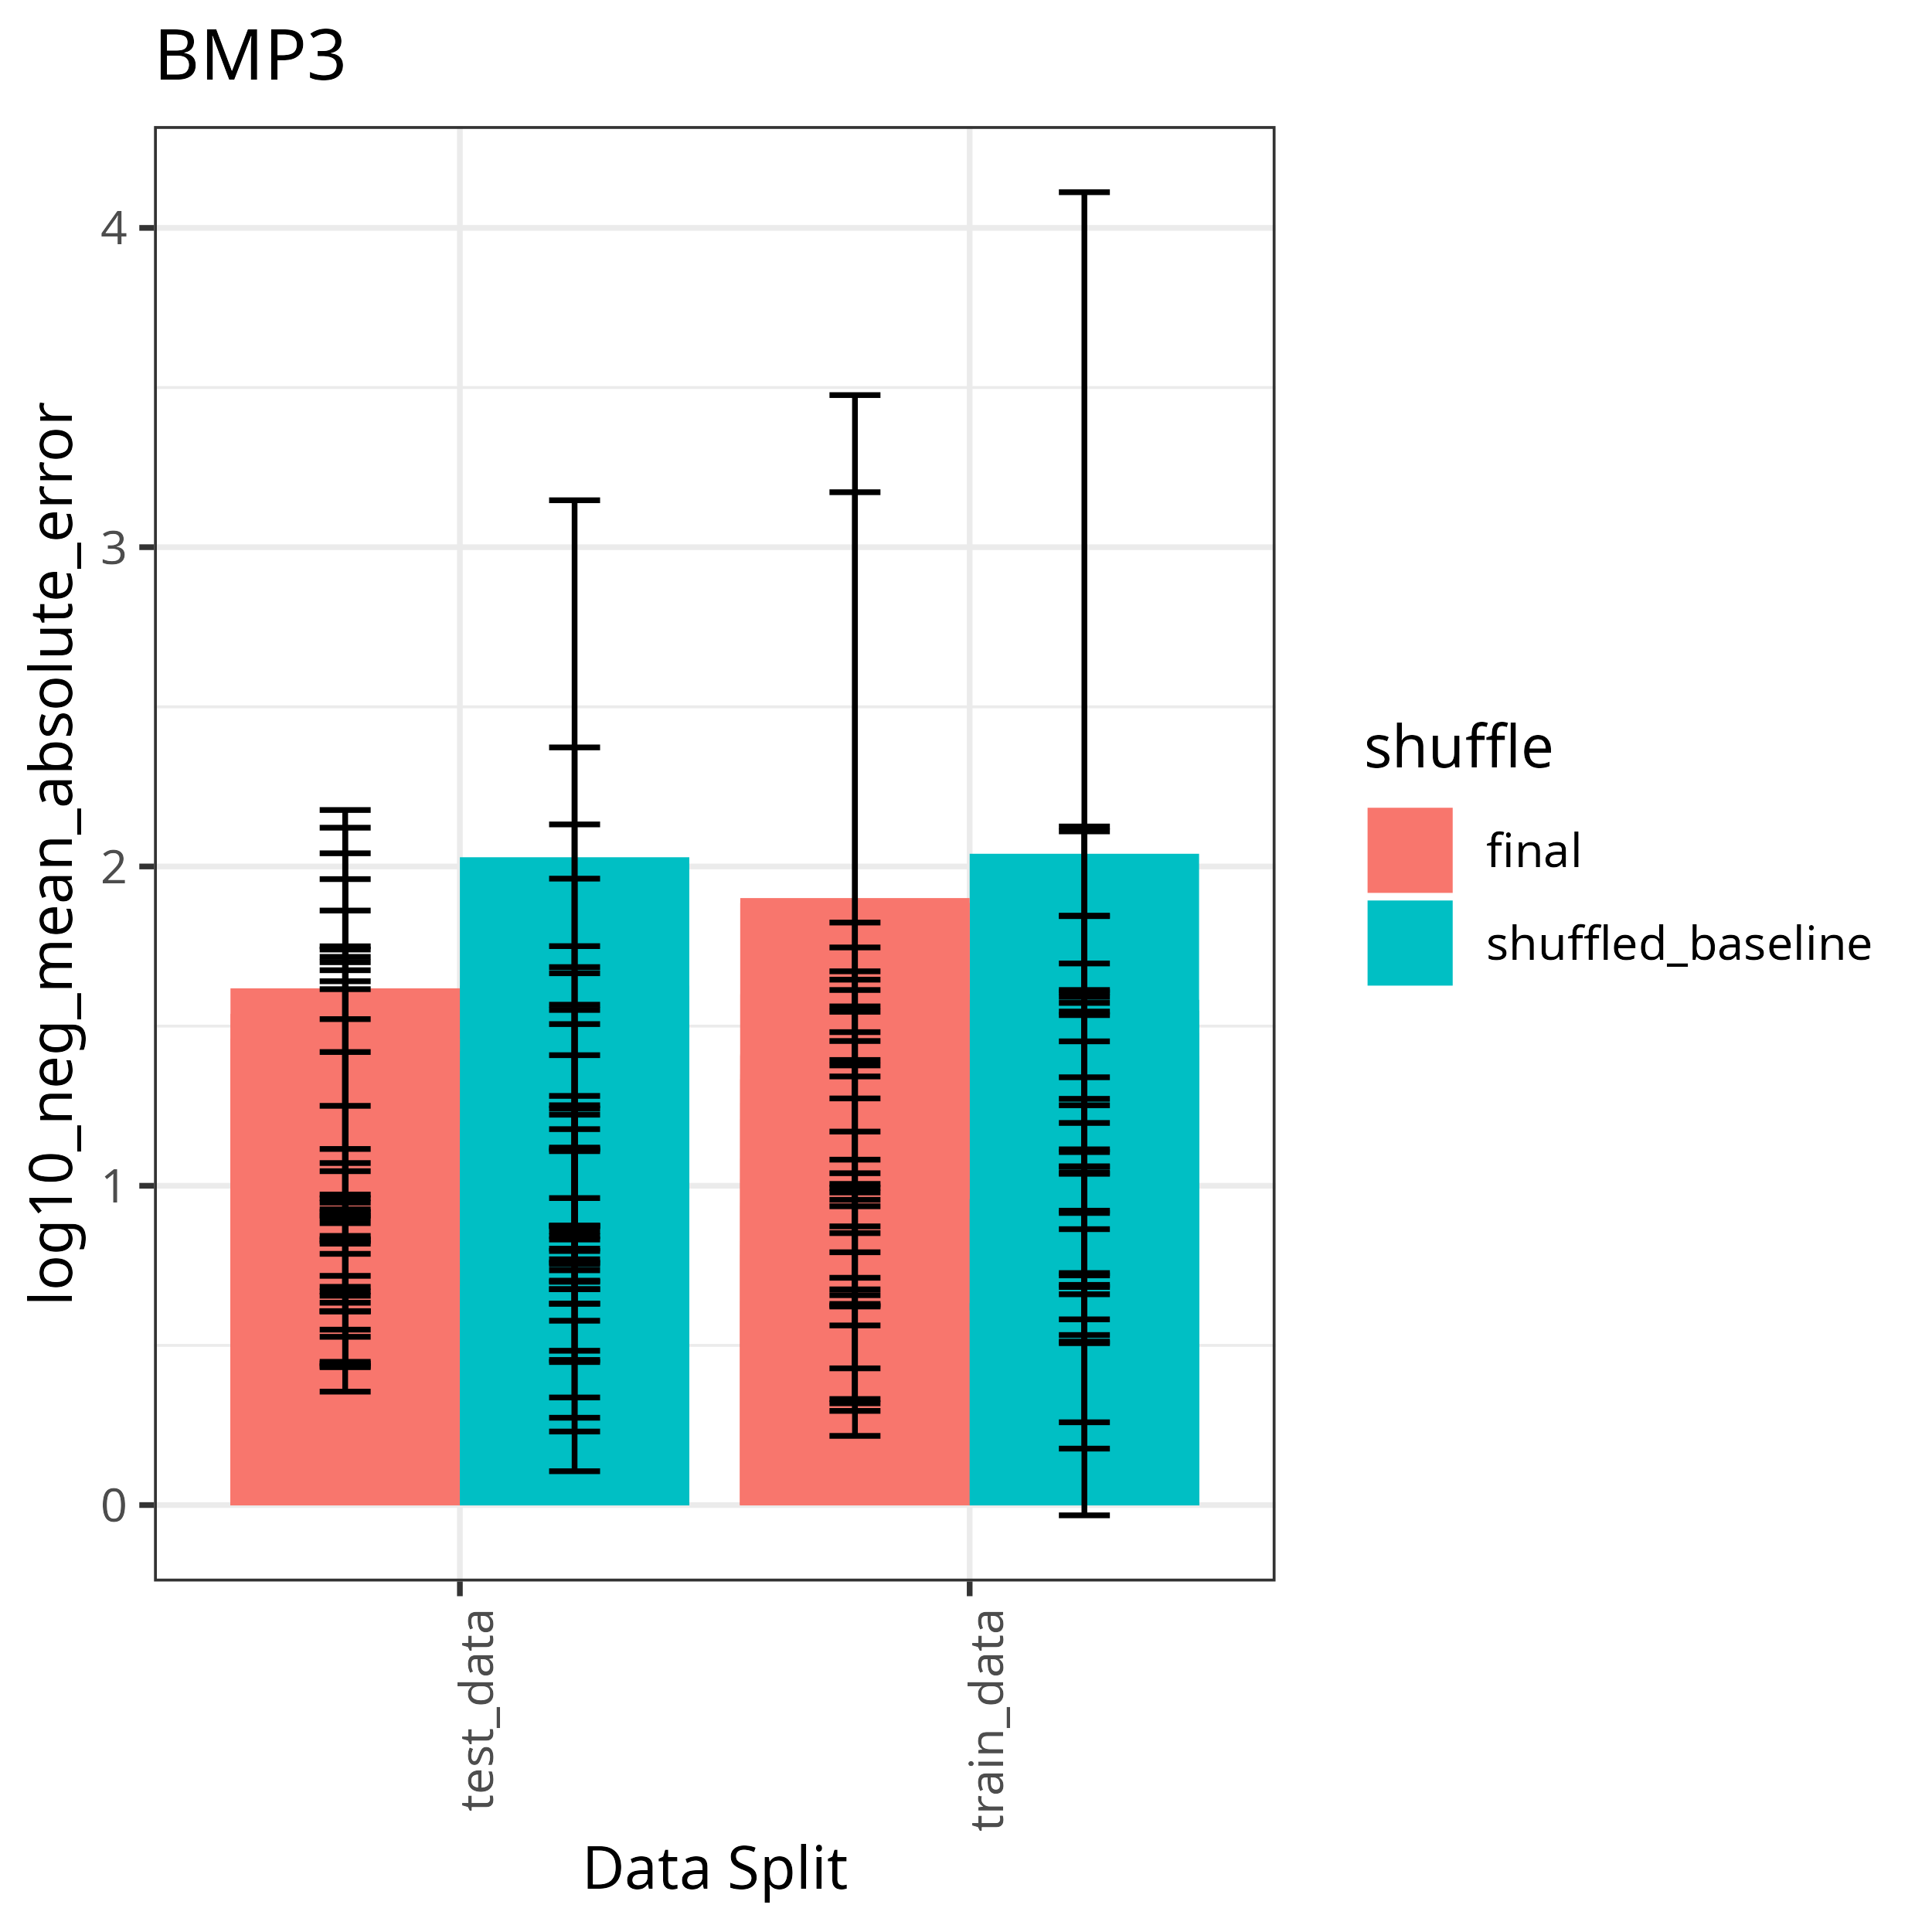 BMP3
log10_neg_mean_absolute_error
4
3
2
1
0
test_data
train_data
Data Split
shuffle
final
shuffled_baseline